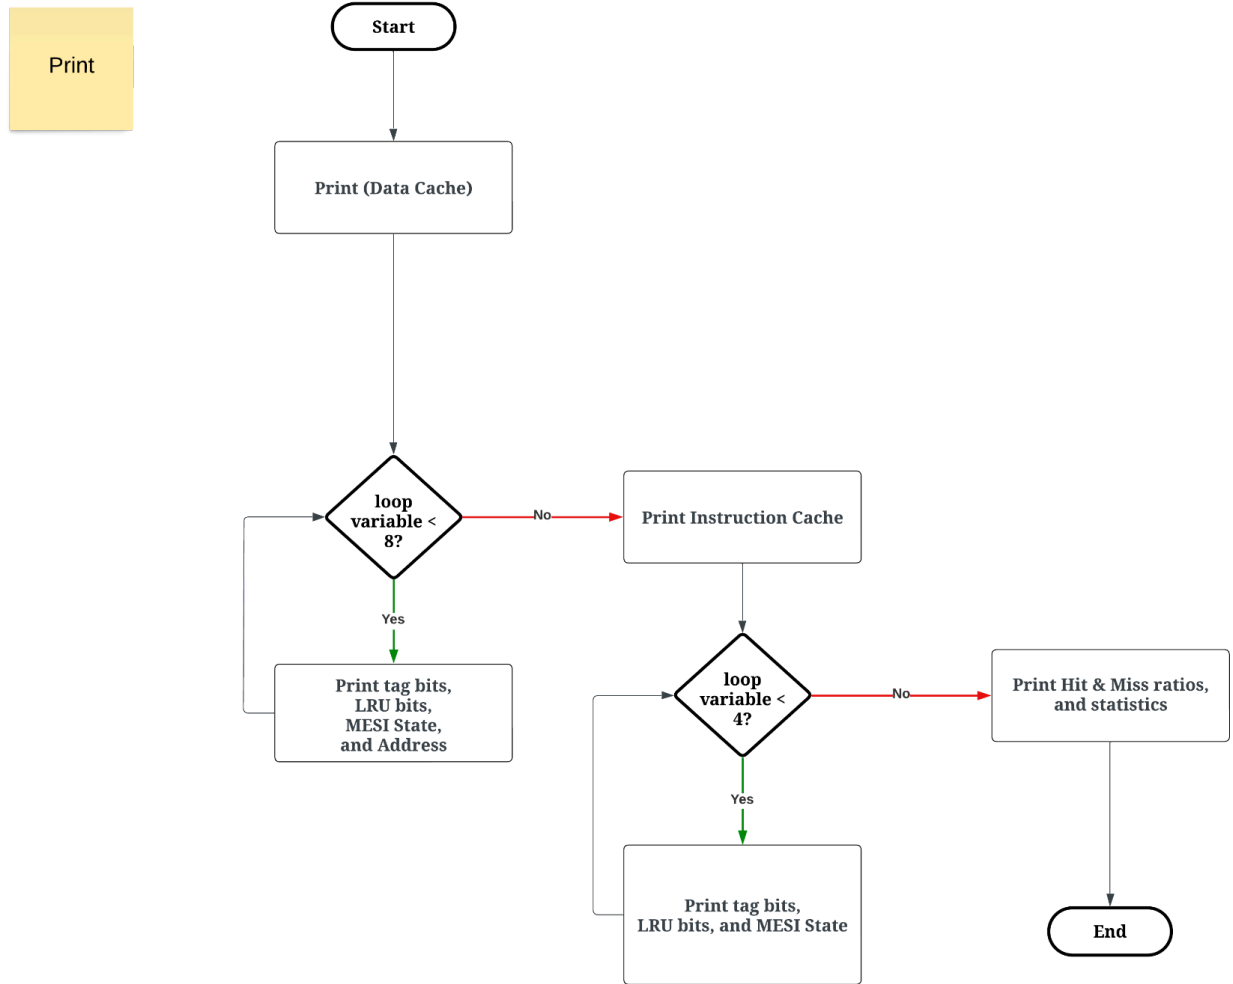 Print
Start
Print (Data Cache)
loop
variable <
8?
No
Print Instruction Cache
Yes
Print tag bits,
LRU bits,
MESI State,
and Address
loop
variable <
4?
No
Print Hit & Miss ratios,
and statistics
Yes
Print tag bits,
LRU bits, and MESI State
End